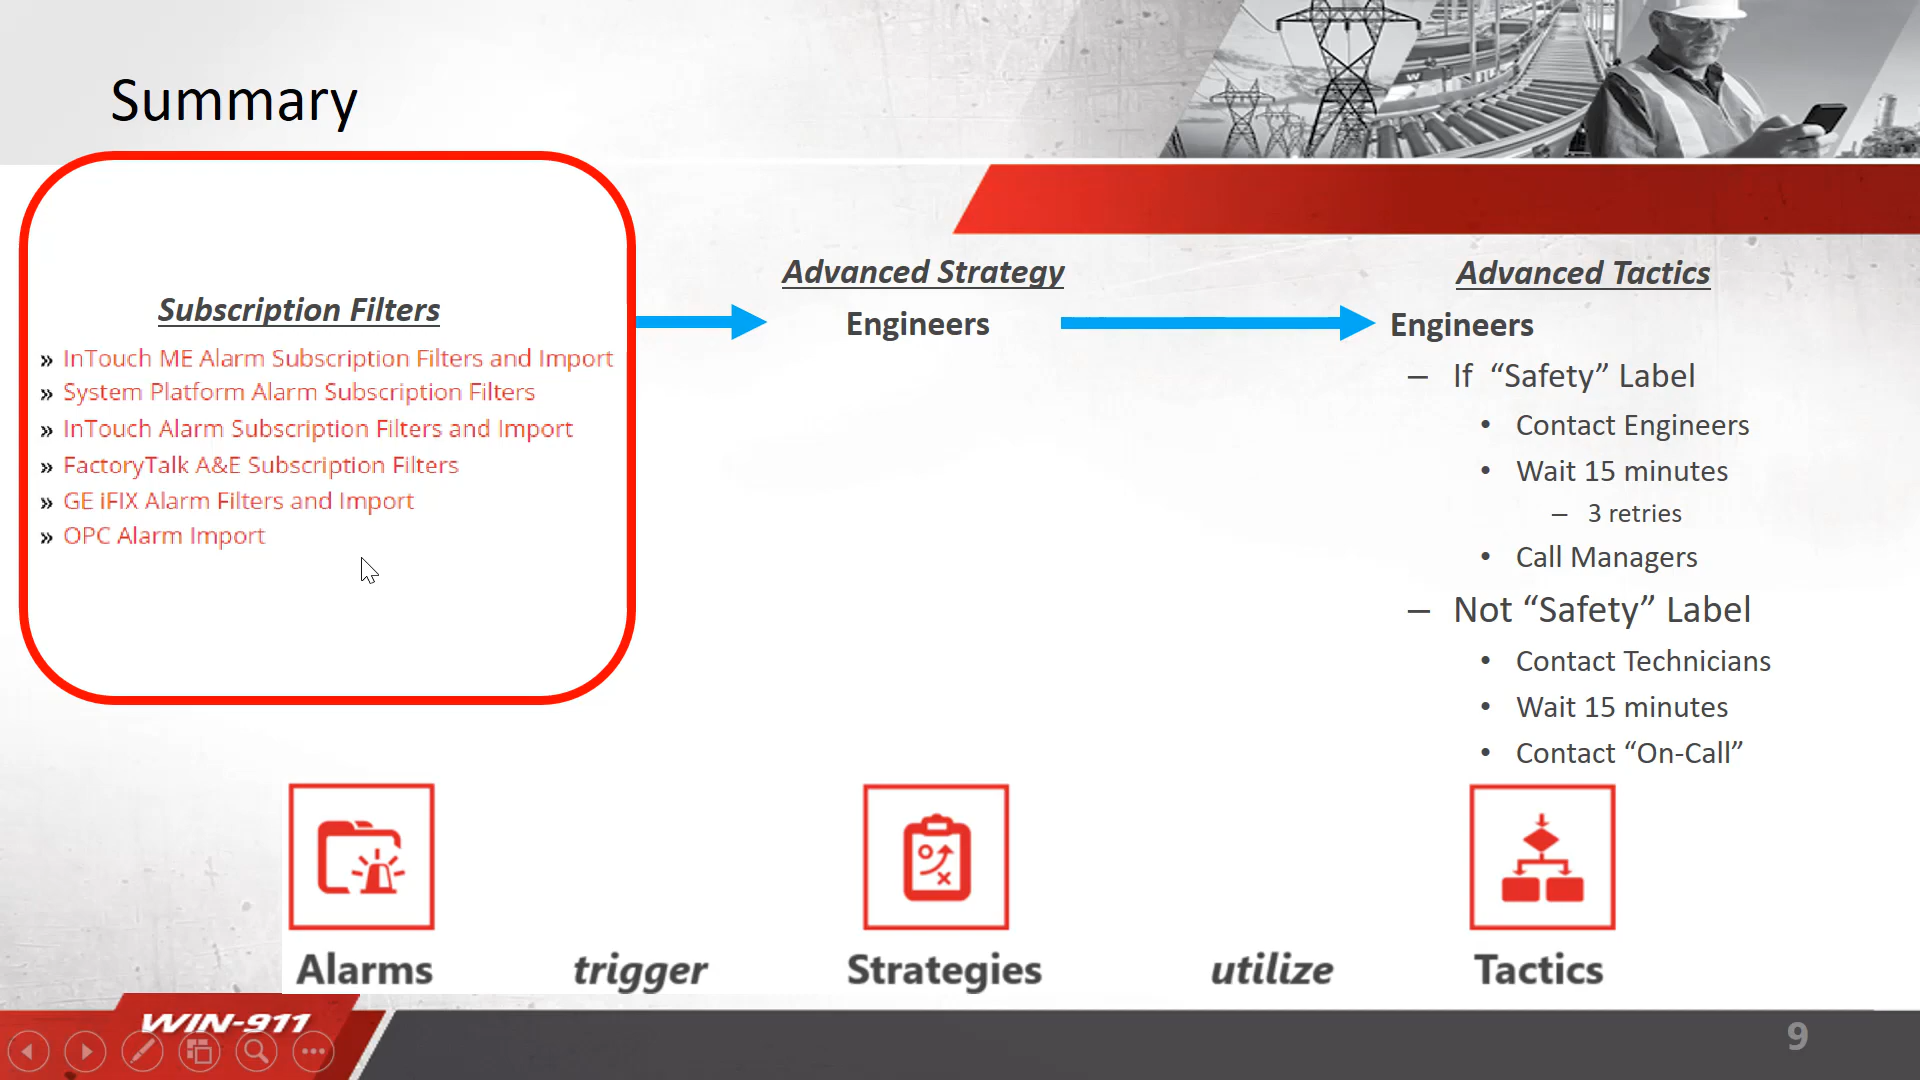 Summary
Subscription Filters
» InTouch ME Alarm Subscription Filters and Import
» System Platform Alarm Subscription Filters
» InTouch Alarm Subscription Filters and Import
» FactoryTalk A&E Subscription Filters
» GE iFIX Alarm Filters and Import
» OPC Alarm Import
Advanced Strategy
Engineers
Advanced Tactics
Engineers
– If “Safety” Label
• Contact Engineers
• Wait 15 minutes
– 3 retries
• Call Managers
– Not “Safety” Label
• Contact Technicians
• Wait 15 minutes
• Contact “On-Call”
Alarms trigger Strategies utilize Tactics
WIN-911
9